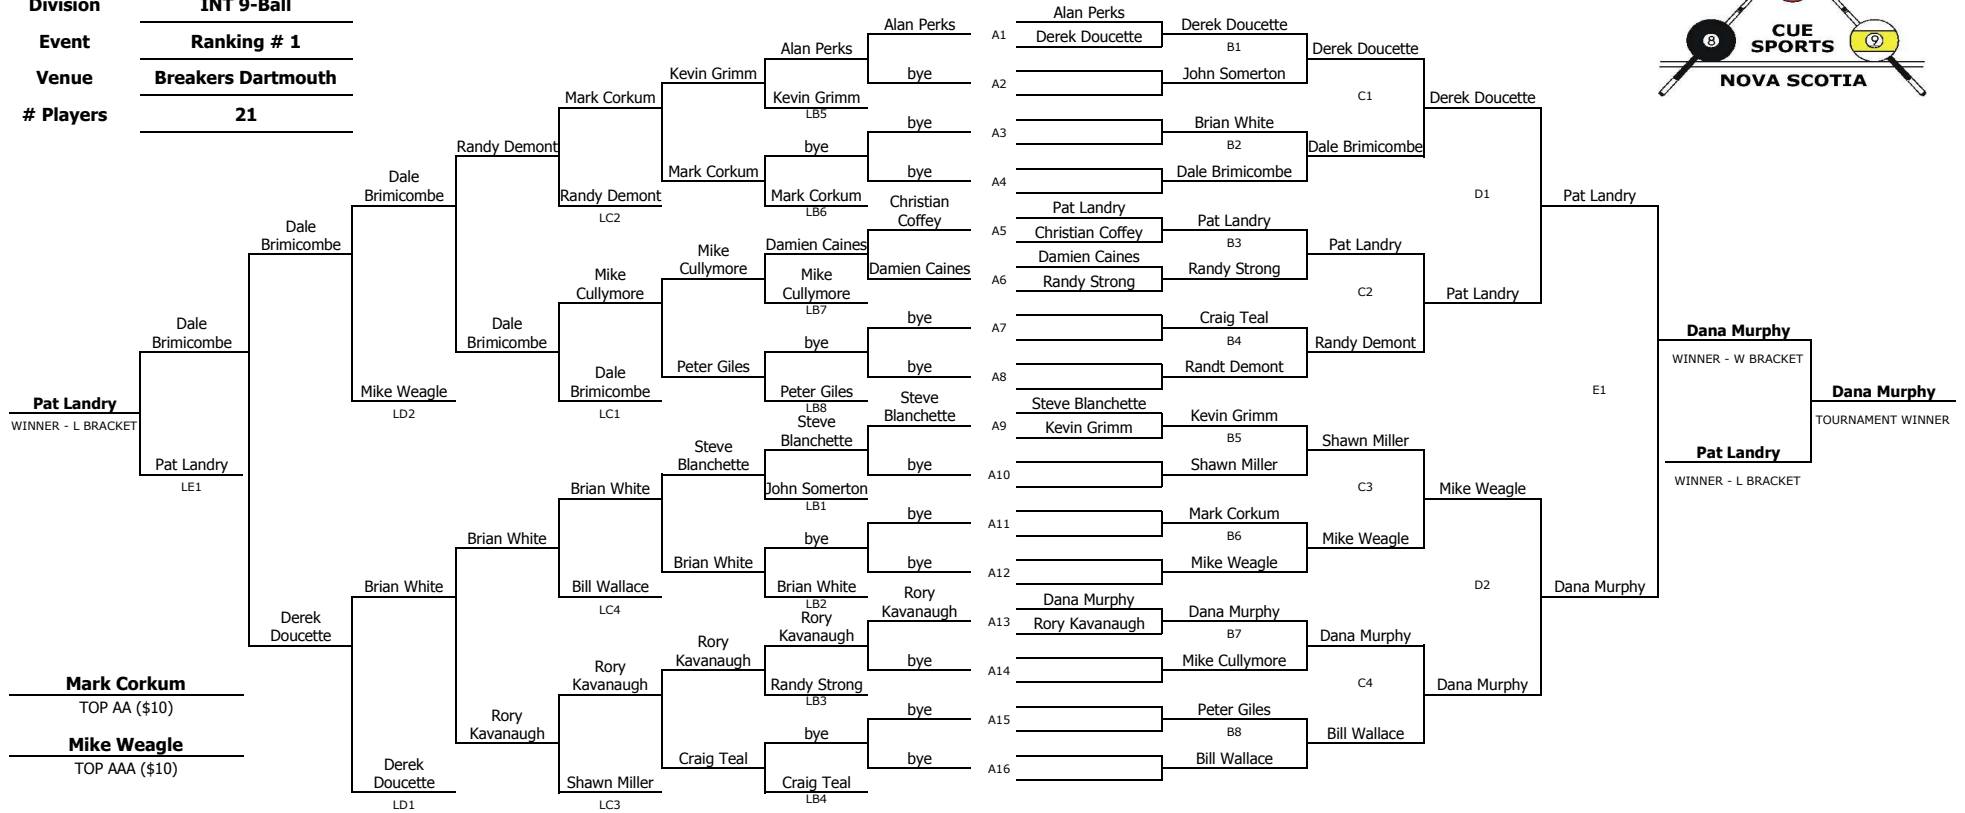 Division INT 9-Ball
Event Ranking # 1
Venue Breakers Dartmouth
# Players 21
8
9
CUE
SPORTS
NOVA SCOTIA
Pat Landry
WINNER - L BRACKET
Dale
Brimicombe
Pat Landry
LE1
Mark Corkum
TOP AA ($10)
Mike Weagle
TOP AAA ($10)
Dale
Brimicombe
Derek
Doucette
Dale
Brimicombe
Mike Weagle
LD2
Brian White
Derek
Doucette
LD1
Randy Demont
Dale
Brimicombe
Brian White
Rory
Kavanaugh
Mark Corkum
Randy Demont
LC2
Mike
Cullymore
Dale
Brimicombe
LC1
Brian White
Bill Wallace
LC4
Rory
Kavanaugh
Shawn Miller
LC3
Kevin Grimm
Mark Corkum
Mike
Cullymore
Peter Giles
Steve
Blanchette
Brian White
Rory
Kavanaugh
Craig Teal
Alan Perks
Kevin Grimm
LB5
bye
Mark Corkum
LB6
Damien Caines
Mike
Cullymore
LB7
bye
Peter Giles
LB8
Steve
Blanchette
John Somerton
LB1
bye
Brian White
LB2
Rory
Kavanaugh
Randy Strong
LB3
bye
Craig Teal
LB4
Alan Perks
bye
bye
bye
Christian
Coffey
Damien Caines
bye
bye
Steve
Blanchette
bye
bye
bye
Rory
Kavanaugh
bye
bye
bye
A1
A2
A3
A4
A5
A6
A7
A8
A9
A10
A11
A12
A13
A14
A15
A16
Alan Perks
Derek Doucette
Pat Landry
Christian Coffey
Damien Caines
Randy Strong
Steve Blanchette
Kevin Grimm
Dana Murphy
Rory Kavanaugh
Derek Doucette
B1
John Somerton
Brian White
B2
Dale Brimicombe
Pat Landry
B3
Randy Strong
Craig Teal
B4
Randt Demont
Kevin Grimm
B5
Shawn Miller
Mark Corkum
B6
Mike Weagle
Dana Murphy
B7
Mike Cullymore
Peter Giles
B8
Bill Wallace
Derek Doucette
C1
Dale Brimicombe
Pat Landry
C2
Randy Demont
Shawn Miller
C3
Mike Weagle
Dana Murphy
C4
Bill Wallace
Derek Doucette
D1
Pat Landry
Mike Weagle
D2
Dana Murphy
Pat Landry
E1
Dana Murphy
Dana Murphy
WINNER - W BRACKET
Pat Landry
WINNER - L BRACKET
Dana Murphy
TOURNAMENT WINNER